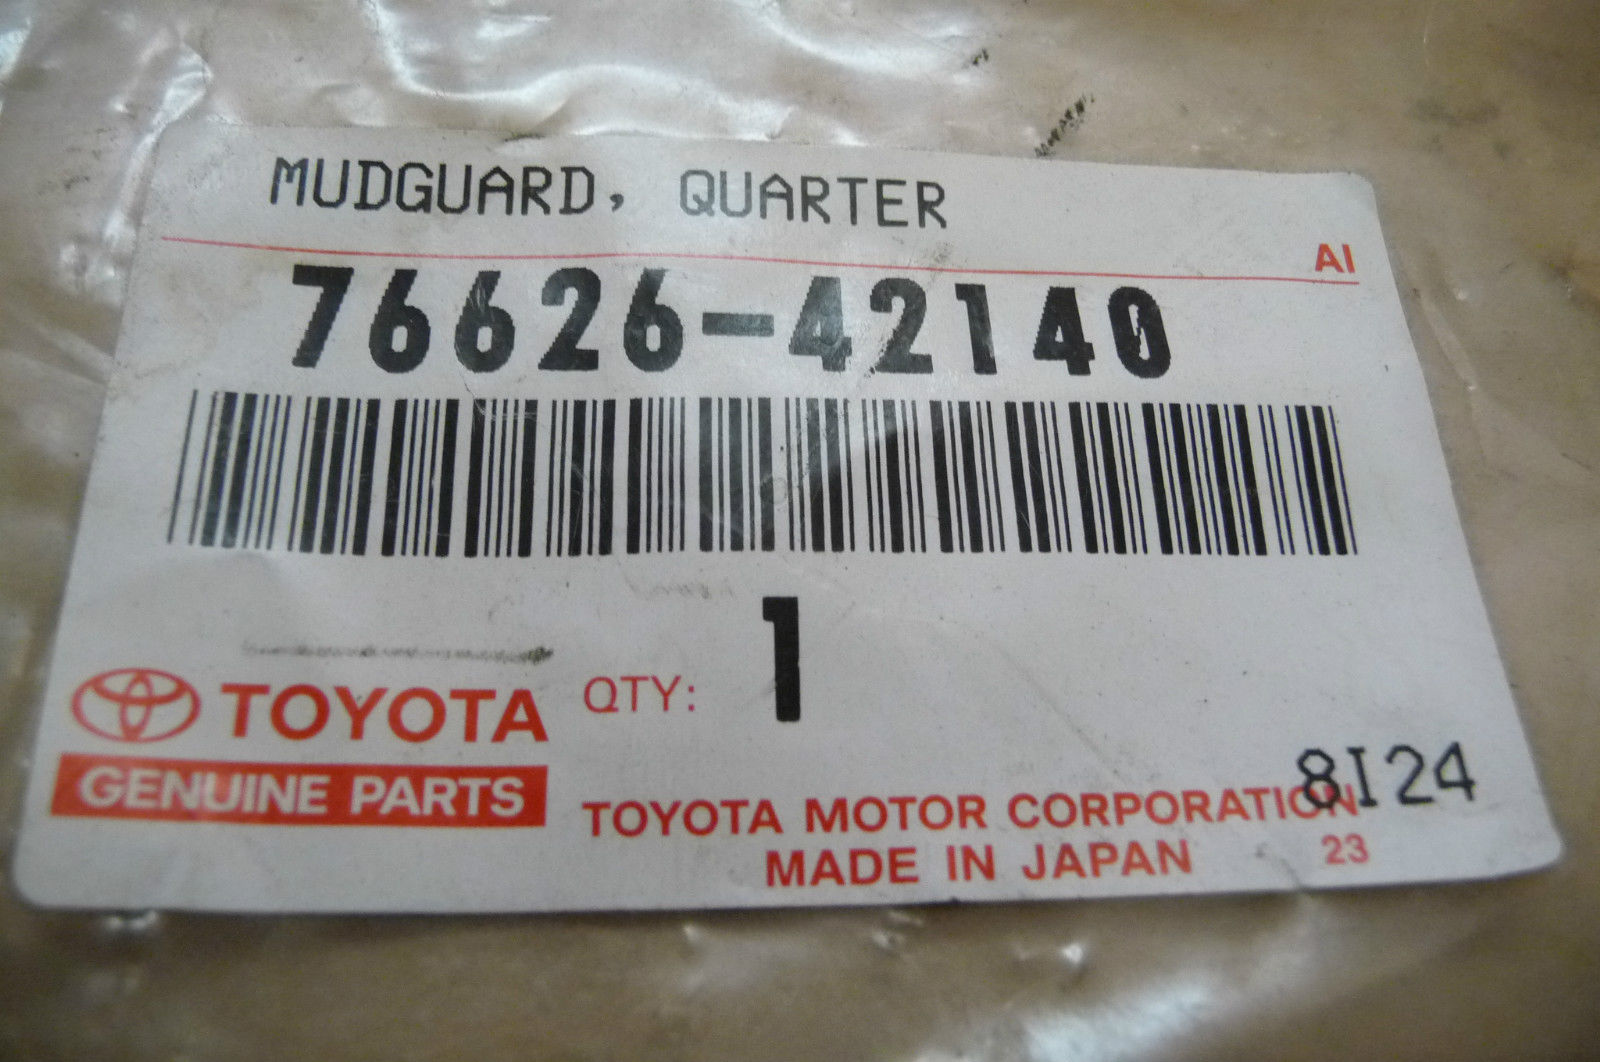 MUDGUARD, QUARTER
AI
76626-42140
1
TOYOTA QTY:
GENUINE PARTS
8I24
TOYOTA MOTOR CORPORATION
MADE IN JAPAN 23